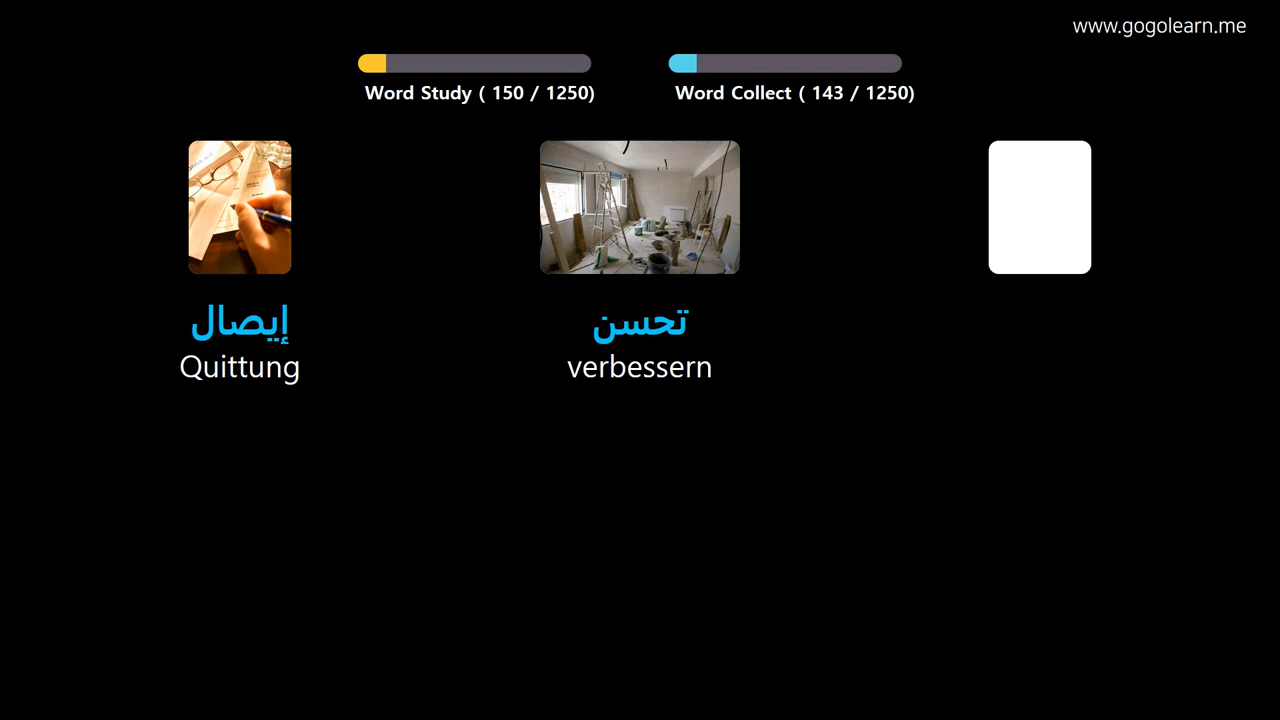 www.gogolearn.me
Word Study ( 150 / 1250)
Word Collect ( 143 / 1250)
إيصال
Quittung
تحسن
verbessern